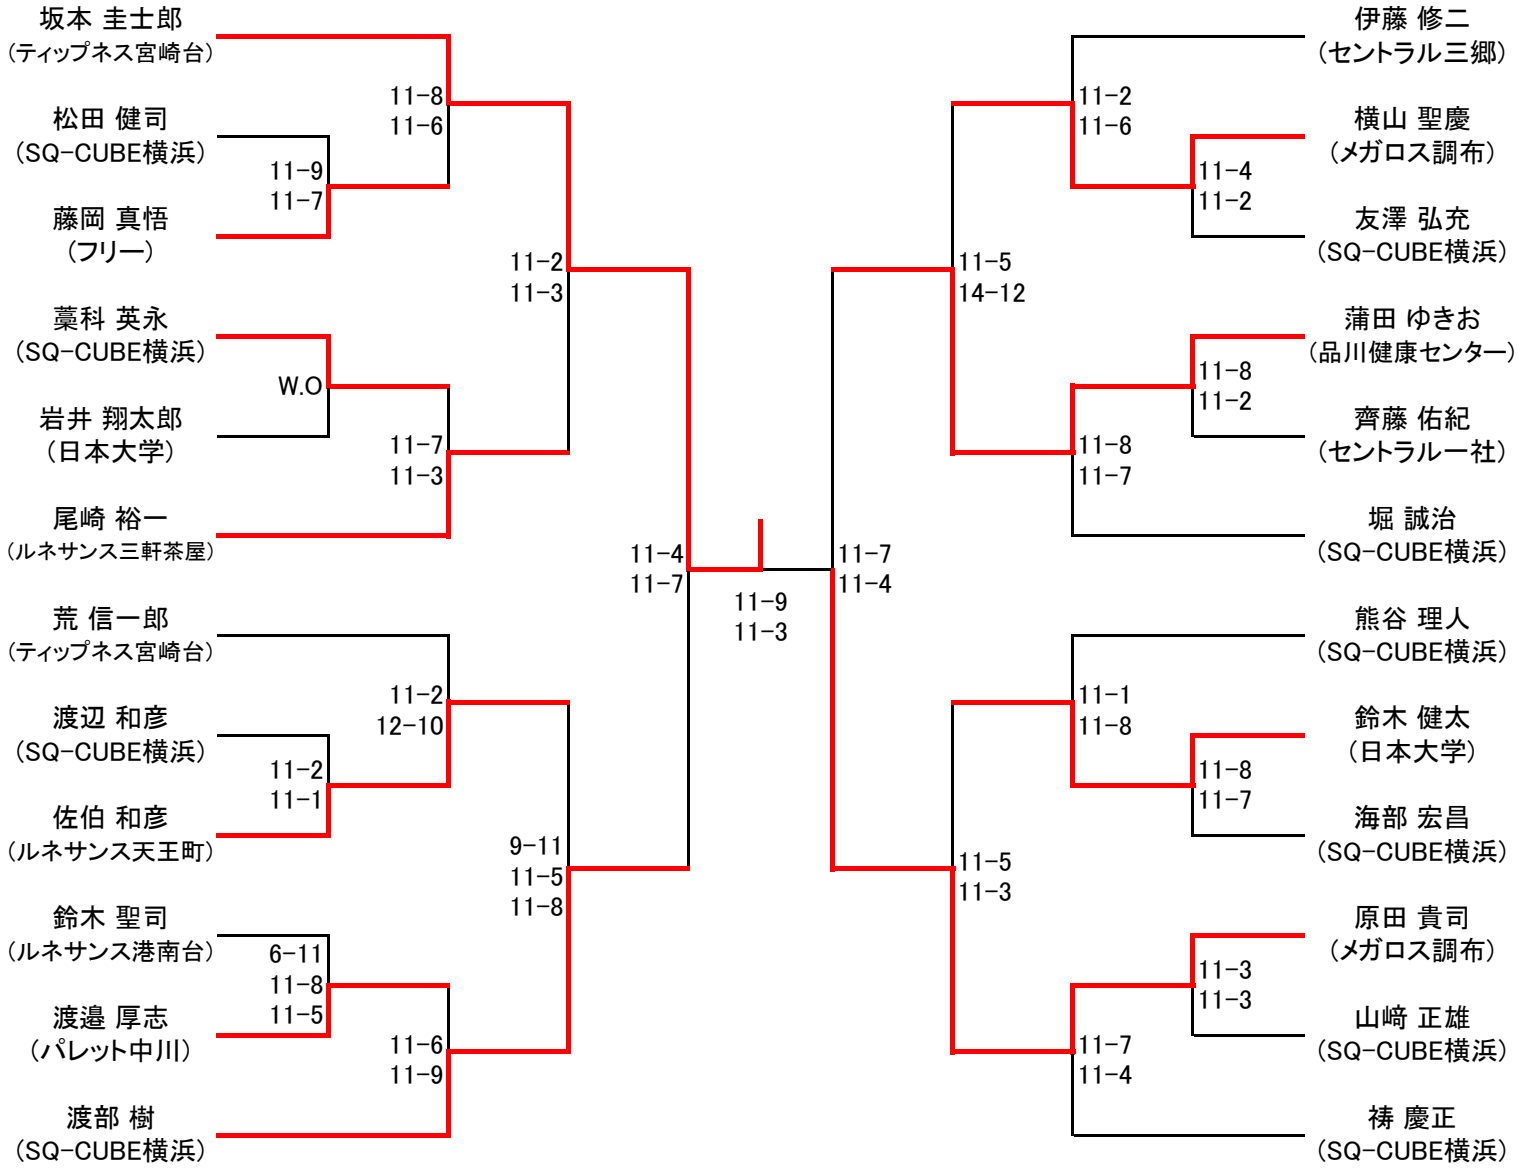 坂本 圭士郎
(ティップネス宮崎台)
11-8
11-6
松田 健司
(SQ-CUBE横浜)
11-9
11-7
藤岡 真悟
(フリー)
11-2
11-3
藁科 英永
(SQ-CUBE横浜)
W.O
岩井 翔太郎
(日本大学)
11-7
11-3
尾崎 裕一
(ルネサンス三軒茶屋)
11-4
11-7
荒 信一郎
(ティップネス宮崎台)
11-2
12-10
渡辺 和彦
(SQ-CUBE横浜)
11-2
11-1
佐伯 和彦
(ルネサンス天王町)
9-11
11-5
11-8
鈴木 聖司
(ルネサンス港南台)
6-11
11-8
11-5
渡邉 厚志
(パレット中川)
11-6
11-9
渡部 樹
(SQ-CUBE横浜)
11-9
11-3
伊藤 修二
(セントラル三郷)
11-2
11-6
横山 聖慶
(メガロス調布)
11-4
11-2
友澤 弘充
(SQ-CUBE横浜)
11-5
14-12
蒲田 ゆきお
(品川健康センター)
11-8
11-2
齊藤 佑紀
(セントラル一社)
11-8
11-7
堀 誠治
(SQ-CUBE横浜)
11-7
11-4
熊谷 理人
(SQ-CUBE横浜)
11-1
11-8
鈴木 健太
(日本大学)
11-8
11-7
海部 宏昌
(SQ-CUBE横浜)
11-5
11-3
原田 貴司
(メガロス調布)
11-3
11-3
山﨑 正雄
(SQ-CUBE横浜)
11-7
11-4
祷 慶正
(SQ-CUBE横浜)